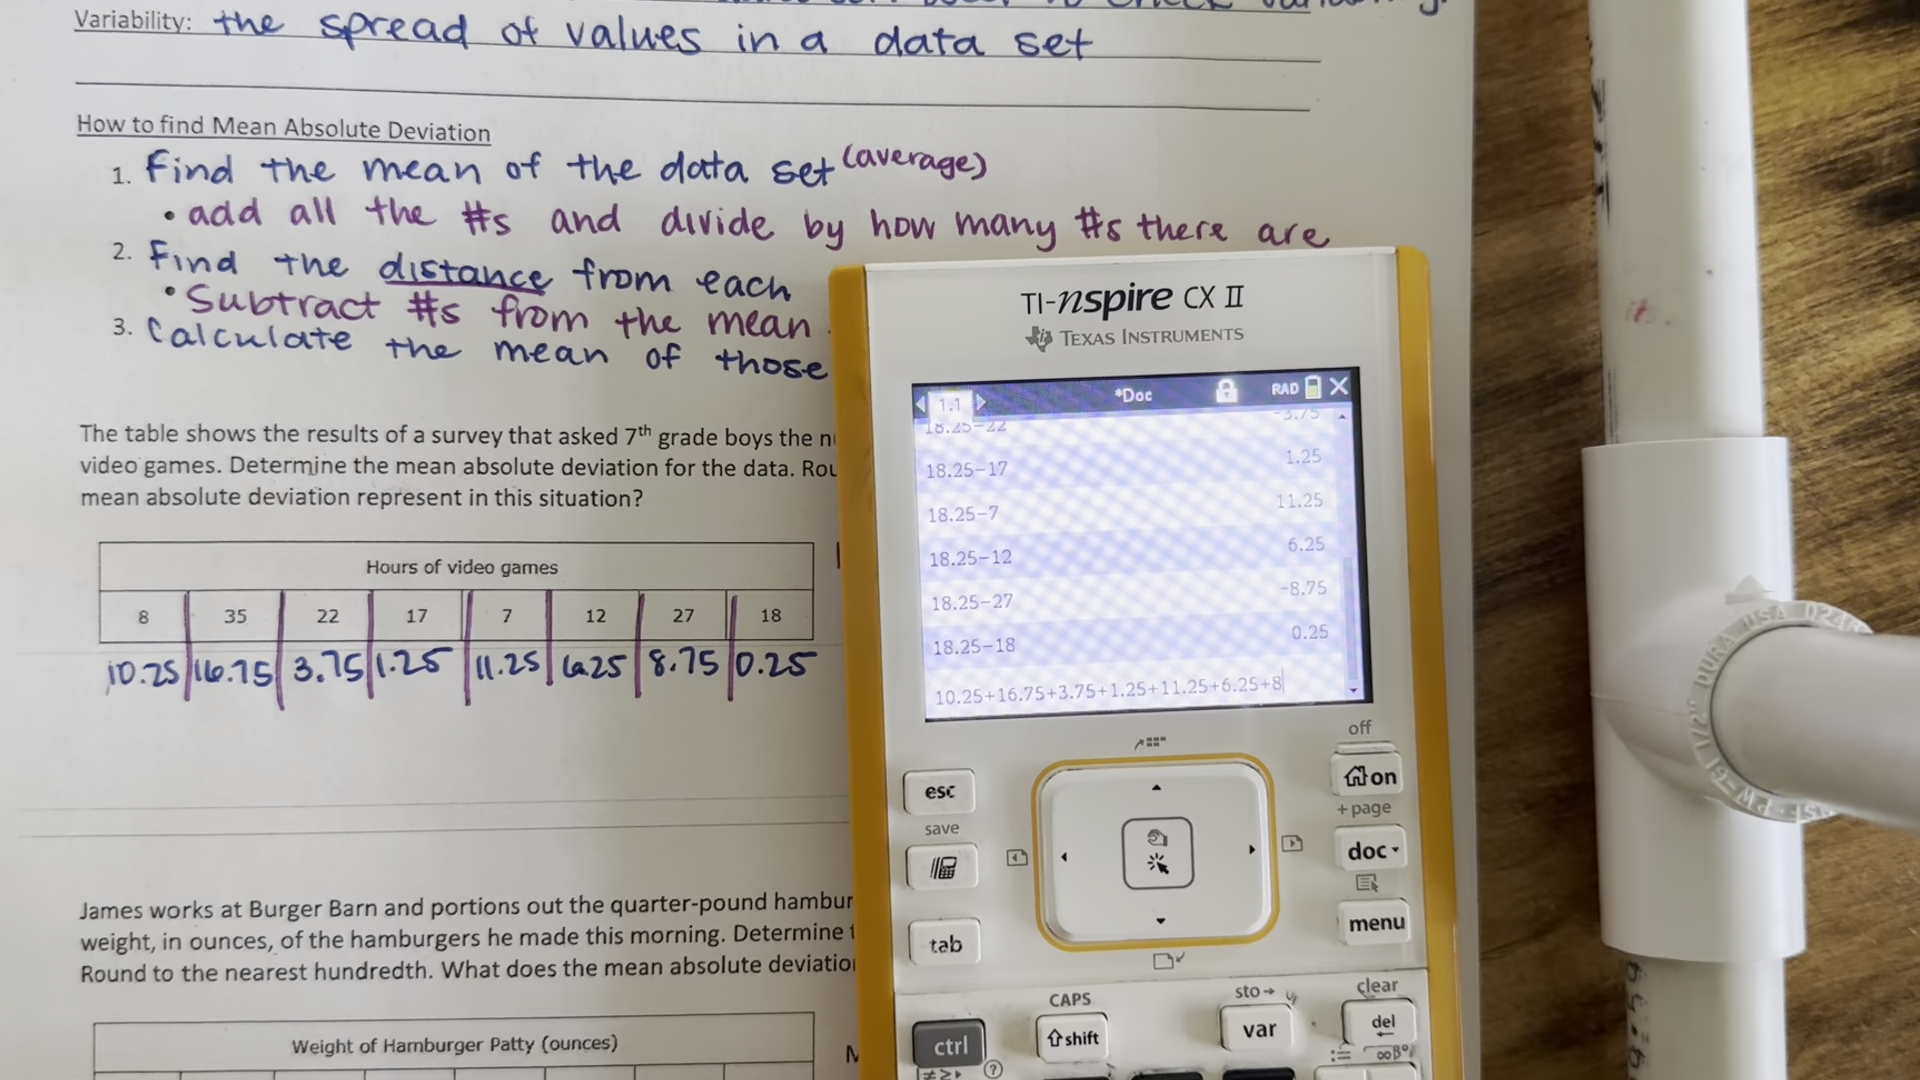 Variability: the spread of values in a data set
How to find Mean Absolute Deviation
1. Find the mean of the data set (average)
• add all the #s and divide by how many #s there are
2. Find the distance from each
• Subtract #s from the mean
3. Calculate the mean of those
The table shows the results of a survey that asked 7th grade boys the
video games. Determine the mean absolute deviation for the data.
mean absolute deviation represent in this situation?
Hours of video games
8 35 22 17 7 12 27 18
10.25 16.75 3.75 1.25 11.25 6.25 8.75 0.25
James works at Burger Barn and portions out the quarter-pound
weight, in ounces, of the hamburgers he made this morning. Determine
Round to the nearest hundredth. What does the mean absolute
Weight of Hamburger Patty (ounces)
TI-nspire CX II
TEXAS INSTRUMENTS
1.1 *Doc RAD X
18.25-22 -3.75
18.25-17 1.25
18.25-7 11.25
18.25-12 6.25
18.25-27 -8.75
18.25-18 0.25
10.25+16.75+3.75+1.25+11.25+6.25+8
off
esc on
save + page
doc
tab menu
CAPS sto→ clear
ctrl shift var del
DURA USA
1/2"